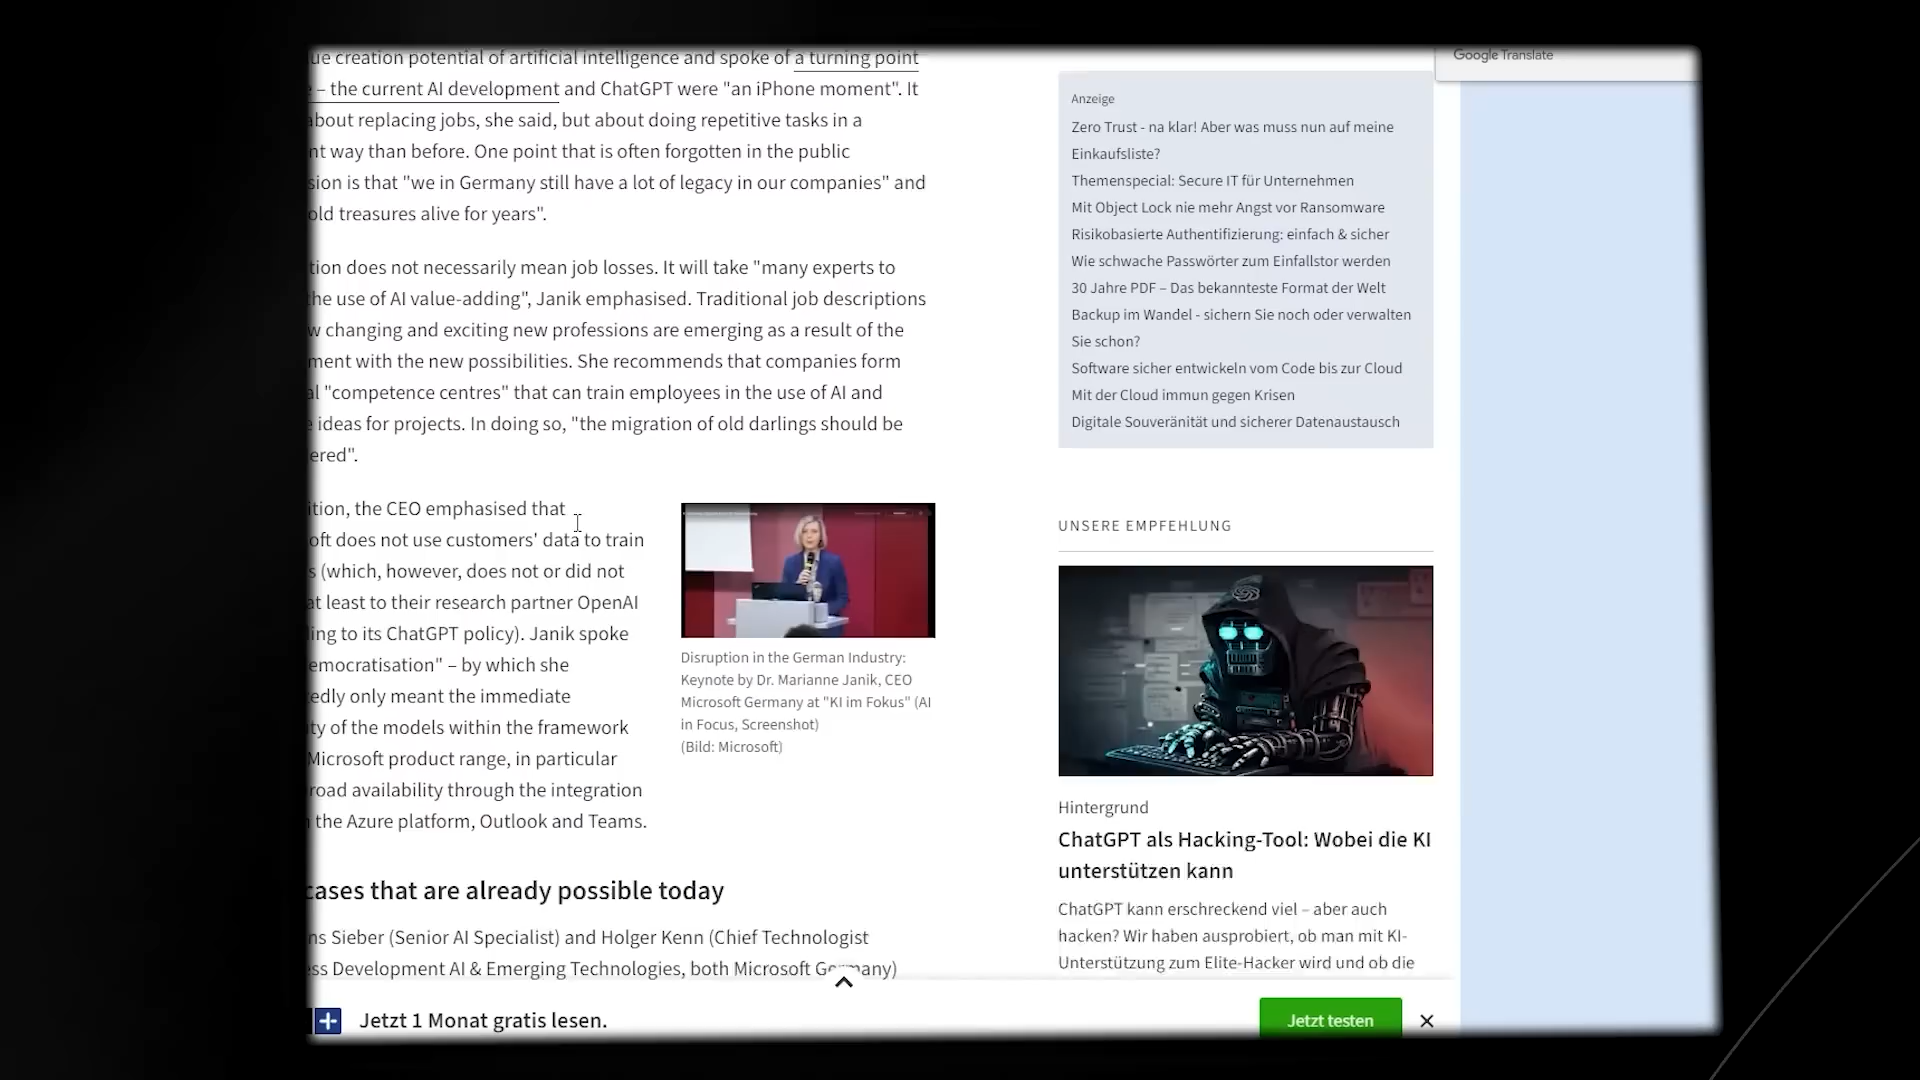 ue creation potential of artificial intelligence and spoke of a turning point
– the current AI development and ChatGPT were "an iPhone moment". It
about replacing jobs, she said, but about doing repetitive tasks in a
nt way than before. One point that is often forgotten in the public
sion is that "we in Germany still have a lot of legacy in our companies" and
old treasures alive for years".
tion does not necessarily mean job losses. It will take "many experts to
the use of AI value-adding", Janik emphasised. Traditional job descriptions
w changing and exciting new professions are emerging as a result of the
ment with the new possibilities. She recommends that companies form
al "competence centres" that can train employees in the use of AI and
ideas for projects. In doing so, "the migration of old darlings should be
ered".
ition, the CEO emphasised that
oft does not use customers' data to train
s (which, however, does not or did not
at least to their research partner OpenAI
ling to its ChatGPT policy). Janik spoke
emocratisation" – by which she
tedly only meant the immediate
ity of the models within the framework
Microsoft product range, in particular
road availability through the integration
the Azure platform, Outlook and Teams.
Disruption in the German Industry:
Keynote by Dr. Marianne Janik, CEO
Microsoft Germany at "KI im Fokus" (AI
in Focus, Screenshot)
(Bild: Microsoft)
cases that are already possible today
ns Sieber (Senior AI Specialist) and Holger Kenn (Chief Technologist
ess Development AI & Emerging Technologies, both Microsoft Germany)
Google Translate
Anzeige
Zero Trust - na klar! Aber was muss nun auf meine
Einkaufsliste?
Themenspecial: Secure IT für Unternehmen
Mit Object Lock nie mehr Angst vor Ransomware
Risikobasierte Authentifizierung: einfach & sicher
Wie schwache Passwörter zum Einfallstor werden
30 Jahre PDF – Das bekannteste Format der Welt
Backup im Wandel - sichern Sie noch oder verwalten
Sie schon?
Software sicher entwickeln vom Code bis zur Cloud
Mit der Cloud immun gegen Krisen
Digitale Souveränität und sicherer Datenaustausch
UNSERE EMPFEHLUNG
Hintergrund
ChatGPT als Hacking-Tool: Wobei die KI
unterstützen kann
ChatGPT kann erschreckend viel – aber auch
hacken? Wir haben ausprobiert, ob man mit KI-
Unterstützung zum Elite-Hacker wird und ob die
Jetzt 1 Monat gratis lesen.
Jetzt testen